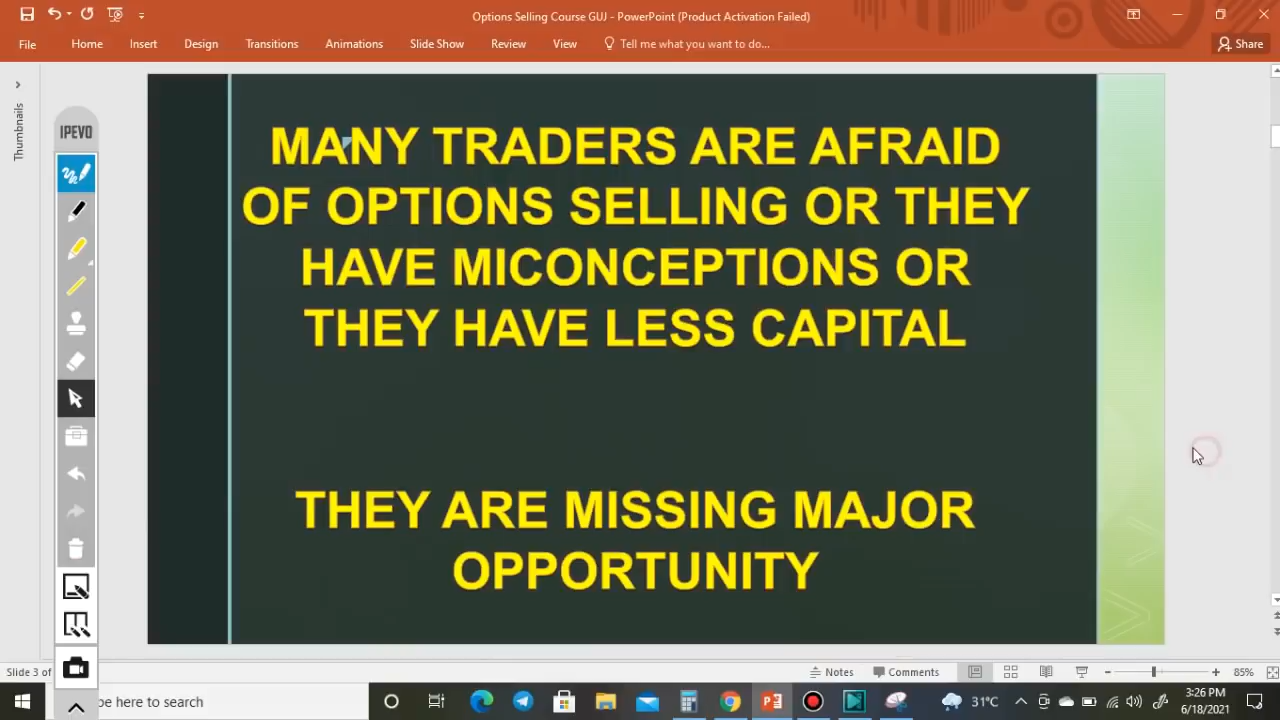 Options Selling Course GUJ - PowerPoint (Product Activation Failed)
File Home Insert Design Transitions Animations Slide Show Review View Tell me what you want to do... Share
Thumbnails
IPEVO
MANY TRADERS ARE AFRAID
OF OPTIONS SELLING OR THEY
HAVE MICONCEPTIONS OR
THEY HAVE LESS CAPITAL
THEY ARE MISSING MAJOR
OPPORTUNITY
Slide 3 of Notes Comments 85%
pe here to search 31°C 3:26 PM
6/18/2021